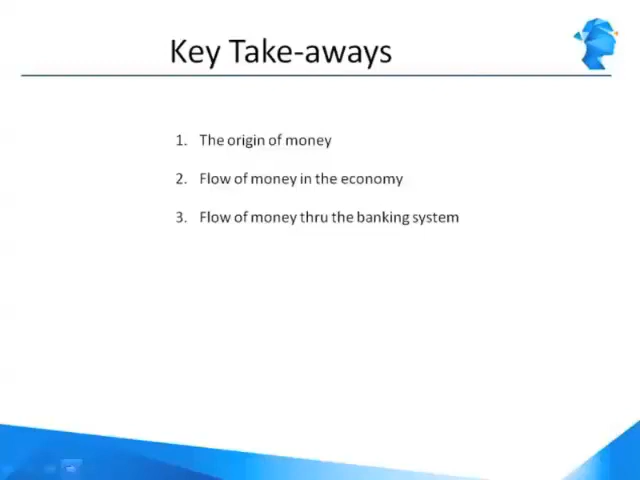 Key Take-aways
1. The origin of money
2. Flow of money in the economy
3. Flow of money thru the banking system